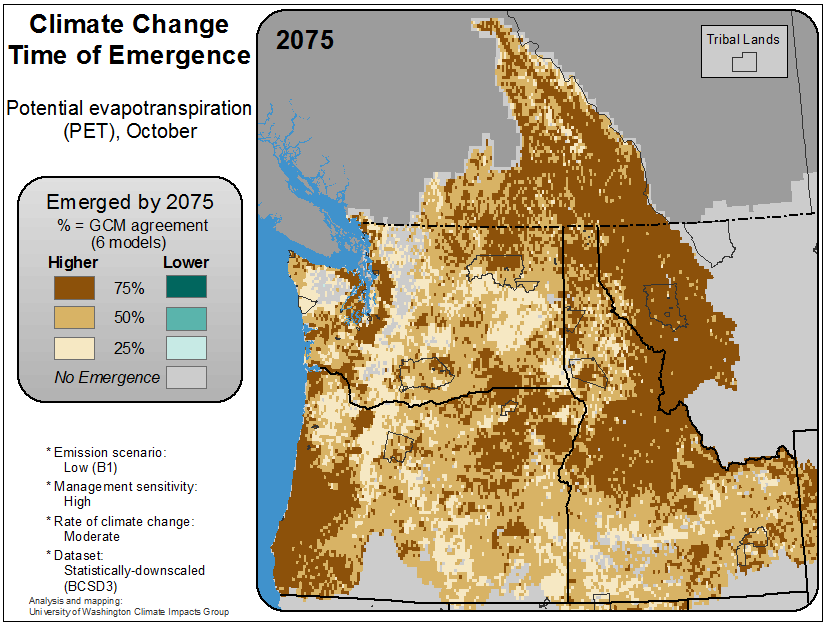 Climate Change
Time of Emergence
Potential evapotranspiration
(PET), October
Emerged by 2075
% = GCM agreement
(6 models)
Higher Lower
75%
50%
25%
No Emergence
* Emission scenario:
Low (B1)
* Management sensitivity:
High
* Rate of climate change:
Moderate
* Dataset:
Statistically-downscaled
(BCSD3)
Analysis and mapping:
University of Washington Climate Impacts Group
2075
Tribal Lands